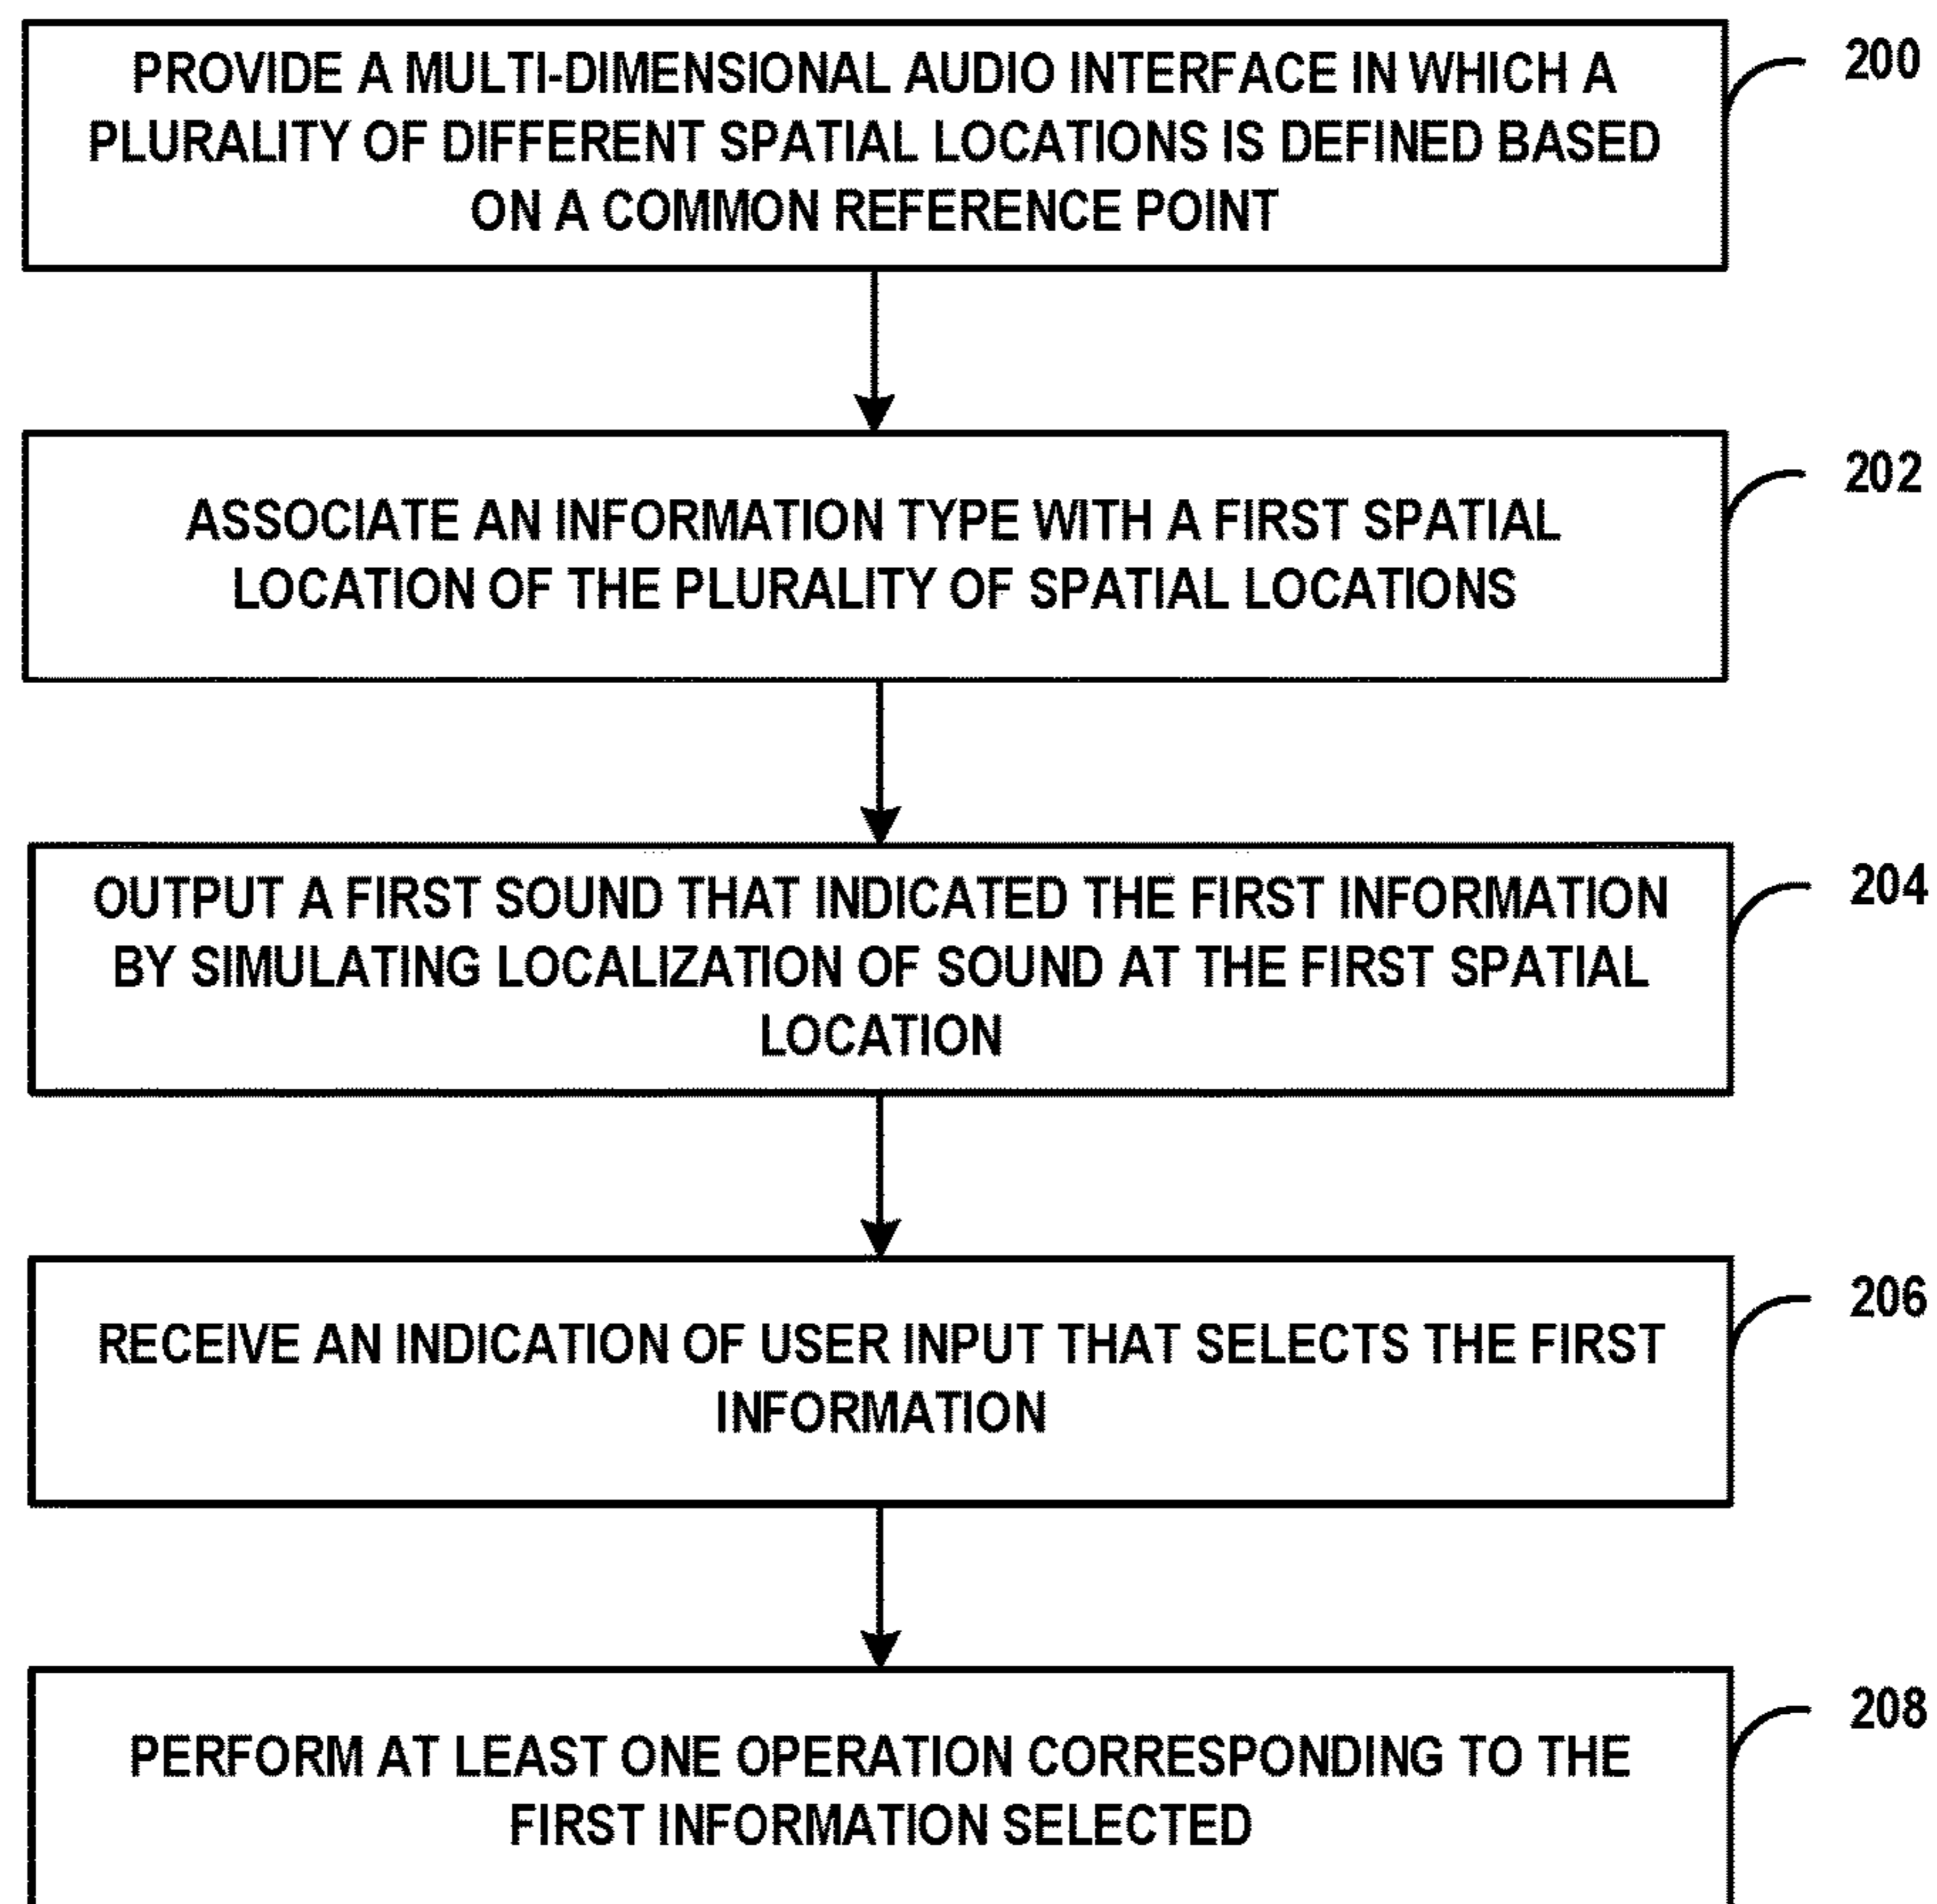 PROVIDE A MULTI-DIMENSIONAL AUDIO INTERFACE IN WHICH A
PLURALITY OF DIFFERENT SPATIAL LOCATIONS IS DEFINED BASED
ON A COMMON REFERENCE POINT
200
ASSOCIATE AN INFORMATION TYPE WITH A FIRST SPATIAL
LOCATION OF THE PLURALITY OF SPATIAL LOCATIONS
202
OUTPUT A FIRST SOUND THAT INDICATED THE FIRST INFORMATION
BY SIMULATING LOCALIZATION OF SOUND AT THE FIRST SPATIAL
LOCATION
204
RECEIVE AN INDICATION OF USER INPUT THAT SELECTS THE FIRST
INFORMATION
206
PERFORM AT LEAST ONE OPERATION CORRESPONDING TO THE
FIRST INFORMATION SELECTED
208